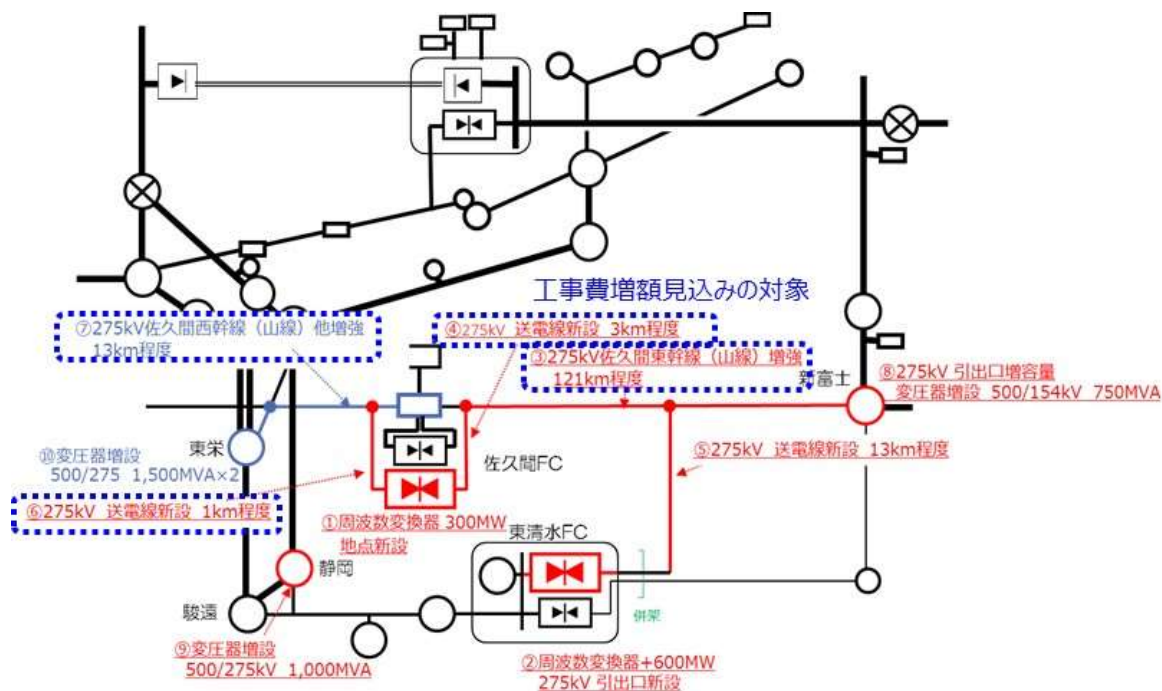 工事費増額見込みの対象
⑦275kV佐久間西幹線（山線）他増強
13km程度
④275kV 送電線新設 3km程度
③275kV佐久間東幹線（山線）増強
121km程度
新富士
⑧275kV 引出口増容量
変圧器増設 500/154kV 750MVA
東栄
⑩変圧器増設
500/275 1,500MVA×2
佐久間FC
⑤275kV 送電線新設 13km程度
⑥275kV 送電線新設 1km程度
①周波数変換器 300MW
地点新設
東清水FC
静岡
駿遠
併架
⑨変圧器増設
500/275kV 1,000MVA
②周波数変換器+600MW
275kV 引出口新設